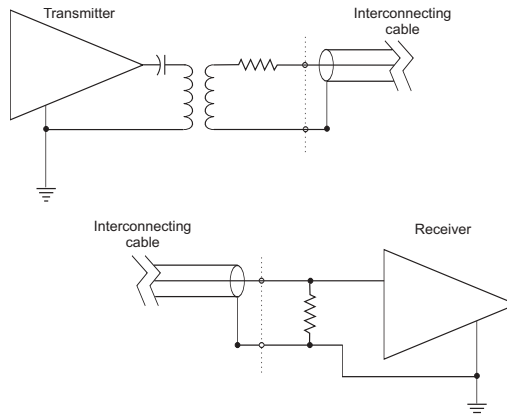 Transmitter
Interconnecting
cable
Interconnecting
cable
Receiver